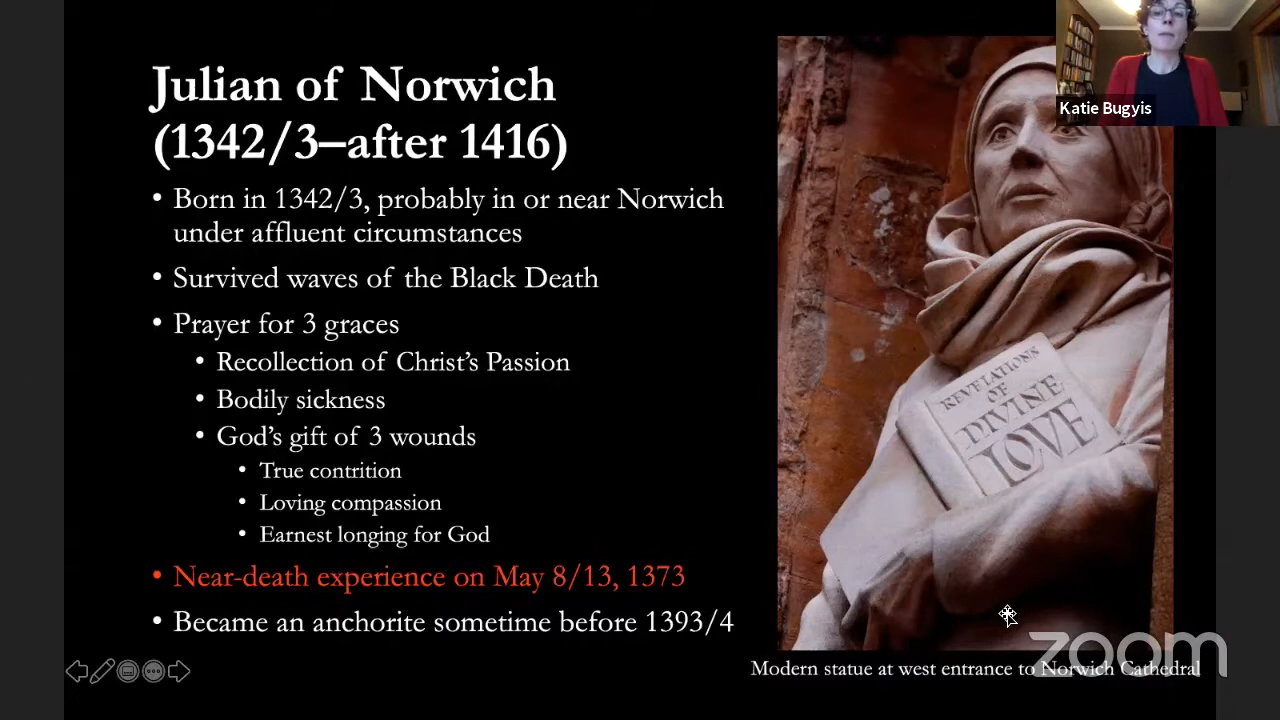 Julian of Norwich
(1342/3–after 1416)
• Born in 1342/3, probably in or near Norwich
under affluent circumstances
• Survived waves of the Black Death
• Prayer for 3 graces
• Recollection of Christ's Passion
• Bodily sickness
• God's gift of 3 wounds
• True contrition
• Loving compassion
• Earnest longing for God
• Near-death experience on May 8/13, 1373
• Became an anchorite sometime before 1393/4
Katie Bugyis
REVELATIONS
OF
DIVINE
LOVE
Modern statue at west entrance to Norwich Cathedral
zoom